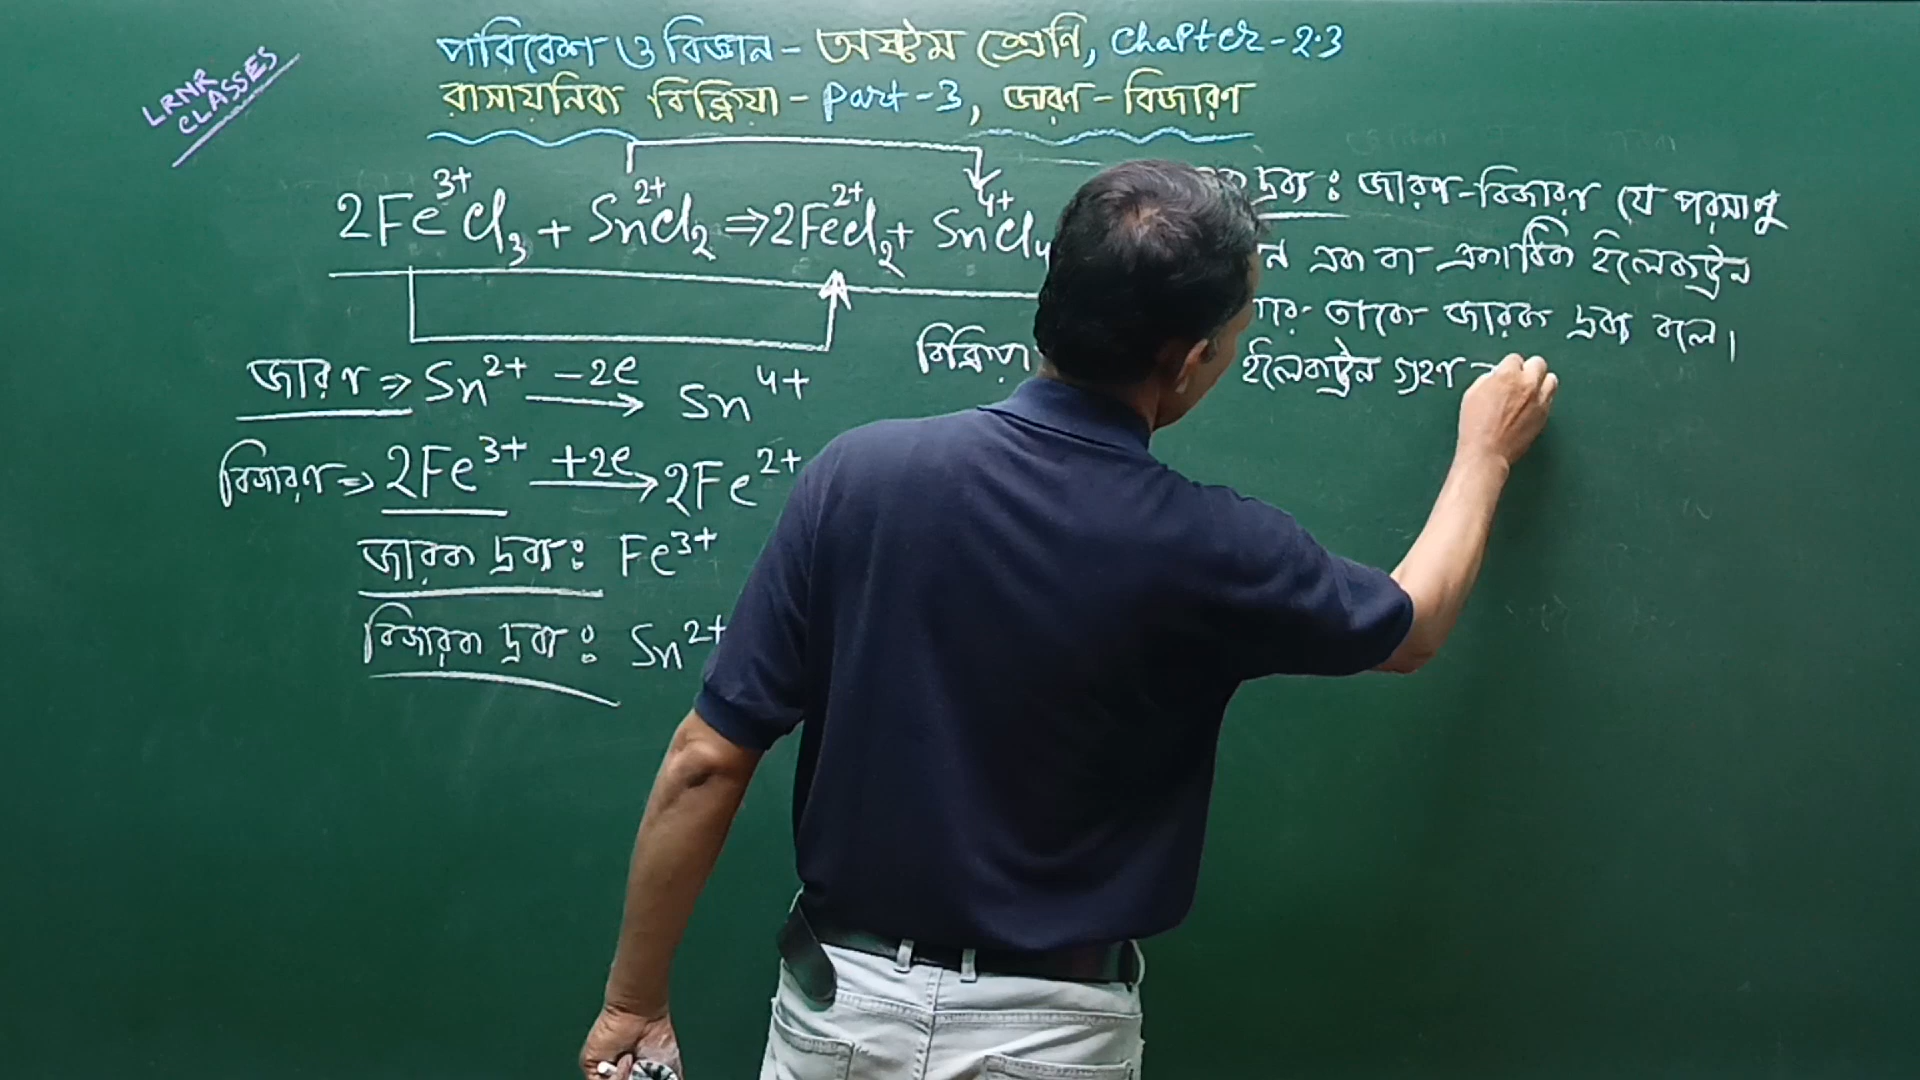 LRNR
CLASSES
পরিবেশ ও বিজ্ঞান - অষ্টম শ্রেণি, Chapter - 2.3
রাসায়নিক বিক্রিয়া - Part - 3, জারণ - বিজারণ
2Fe³⁺Cl₃ + Sn²⁺Cl₂ ⇒ 2Fe²⁺Cl₂ + Sn⁴⁺Cl₄
জারণ ⇒ Sn²⁺ —−2e→ Sn⁴⁺
বিজারণ ⇒ 2Fe³⁺ —+2e→ 2Fe²⁺
জারক দ্রব্য : Fe³⁺
বিজারক দ্রব্য : Sn²⁺
দ্রব্য : জারণ-বিজারণ যে পরমাণু
এক বা একাধিক ইলেকট্রন
তাকে জারক দ্রব্য বলে।
বিক্রিয়া ইলেকট্রন গ্রহণ